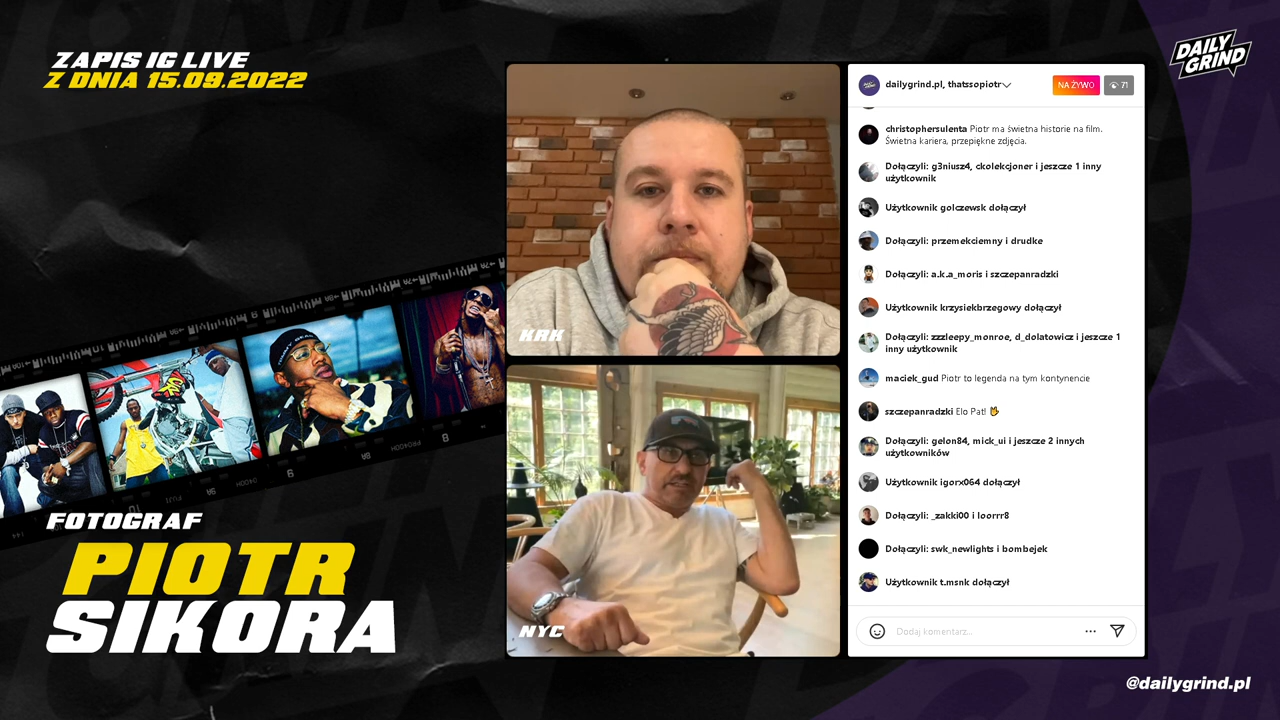 ZAPIS IG LIVE
Z DNIA 15.09.2022
DAILY
GRIND
FOTOGRAF
PIOTR
SIKORA
KRK
NYC
dailygrind.pl, thatssopiotr
NA ŻYWO
71
christophersulenta Piotr ma świetna historie na film.
Świetna kariera, przepiękne zdjęcia.
Dołączyli: g3niusz4, ckolekcjoner i jeszcze 1 inny
użytkownik
Użytkownik golczewsk dołączył
Dołączyli: przemekciemny i drudke
Dołączyli: a.k.a_moris i szczepanradzki
Użytkownik krzysiekbrzegowy dołączył
Dołączyli: zzzleepy_monroe, d_dolatowicz i jeszcze 1
inny użytkownik
maciek_gud Piotr to legenda na tym kontynencie
szczepanradzki Elo Pat!
Dołączyli: gelon84, mick_ui i jeszcze 2 innych
użytkowników
Użytkownik igorx064 dołączył
Dołączyli: _zakki00 i loorrr8
Dołączyli: swk_newlights i bombejek
Użytkownik t.msnk dołączył
Dodaj komentarz...
@dailygrind.pl